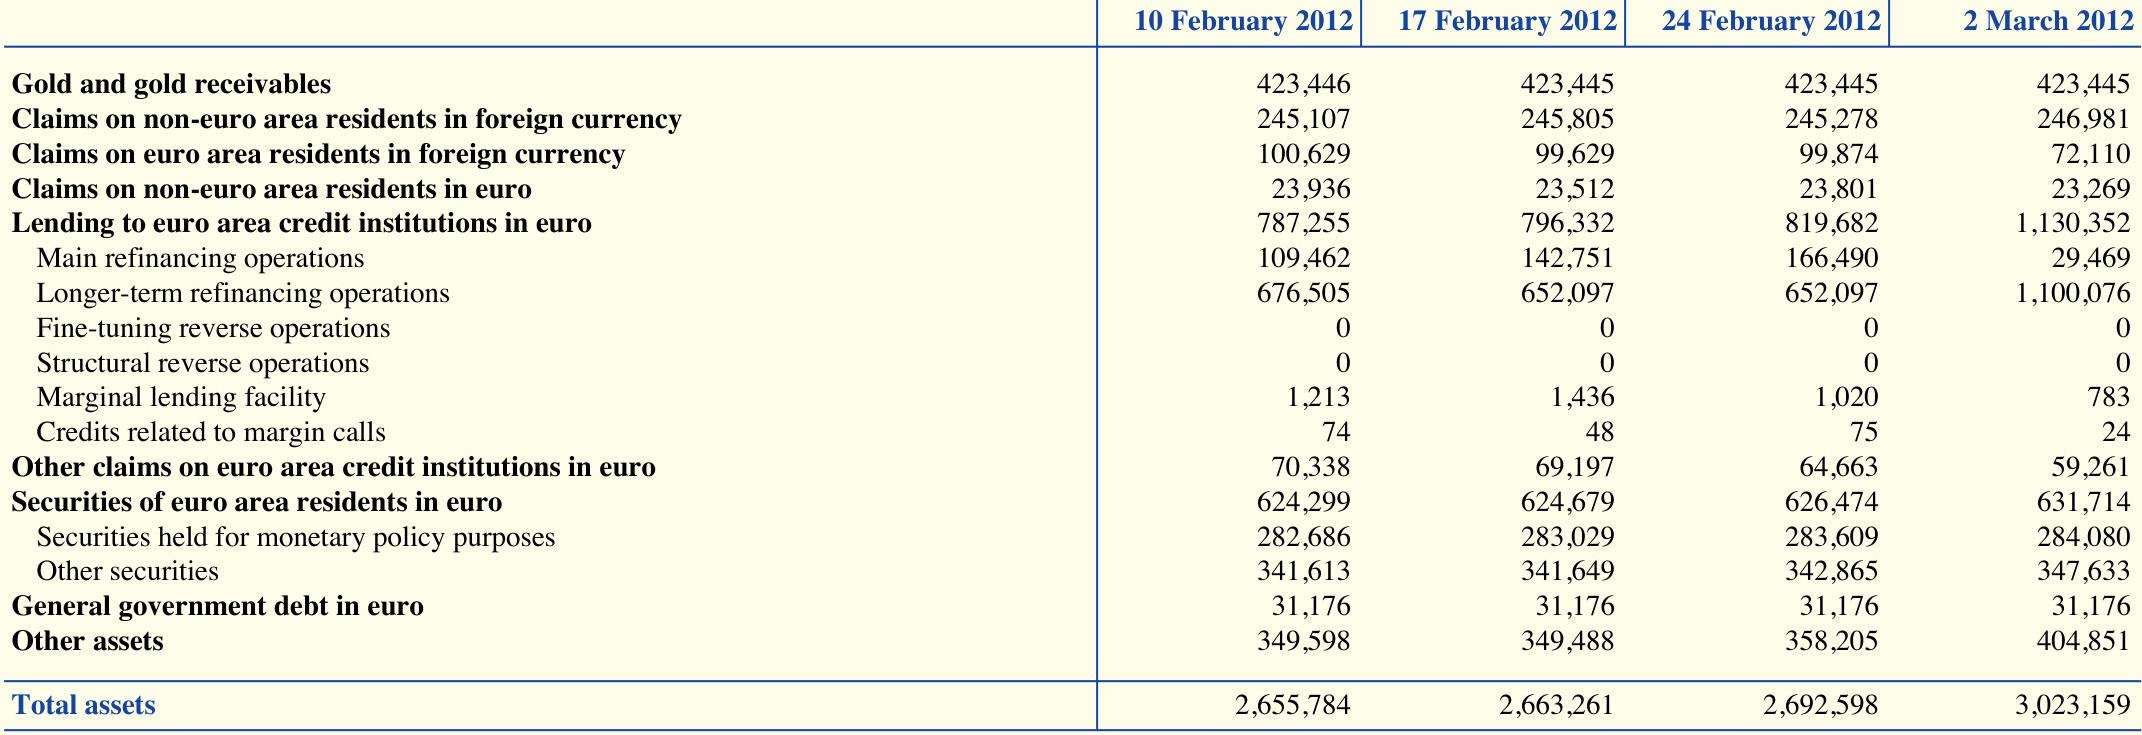 10 February 2012 17 February 2012 24 February 2012 2 March 2012
Gold and gold receivables 423,446 423,445 423,445 423,445
Claims on non-euro area residents in foreign currency 245,107 245,805 245,278 246,981
Claims on euro area residents in foreign currency 100,629 99,629 99,874 72,110
Claims on non-euro area residents in euro 23,936 23,512 23,801 23,269
Lending to euro area credit institutions in euro 787,255 796,332 819,682 1,130,352
Main refinancing operations 109,462 142,751 166,490 29,469
Longer-term refinancing operations 676,505 652,097 652,097 1,100,076
Fine-tuning reverse operations 0 0 0 0
Structural reverse operations 0 0 0 0
Marginal lending facility 1,213 1,436 1,020 783
Credits related to margin calls 74 48 75 24
Other claims on euro area credit institutions in euro 70,338 69,197 64,663 59,261
Securities of euro area residents in euro 624,299 624,679 626,474 631,714
Securities held for monetary policy purposes 282,686 283,029 283,609 284,080
Other securities 341,613 341,649 342,865 347,633
General government debt in euro 31,176 31,176 31,176 31,176
Other assets 349,598 349,488 358,205 404,851
Total assets 2,655,784 2,663,261 2,692,598 3,023,159